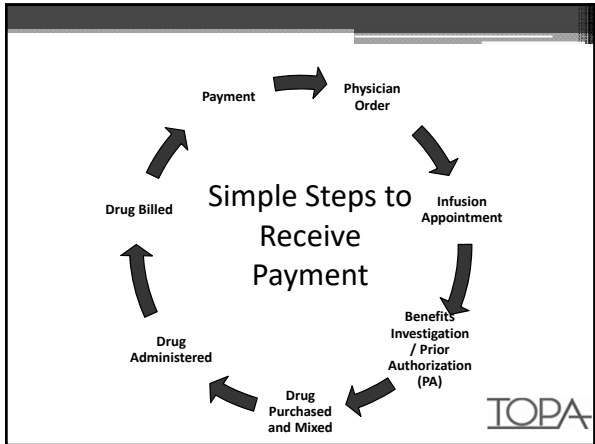 Simple Steps to
Receive
Payment
Physician
Order
Infusion
Appointment
Benefits
Investigation
/ Prior
Authorization
(PA)
Drug
Purchased
and Mixed
Drug
Administered
Drug Billed
Payment
TOPA